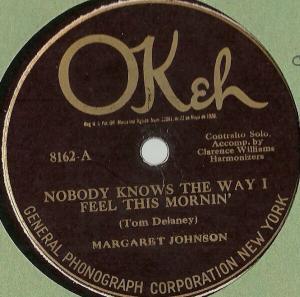 OKeh
Contralto Solo,
Accomp. by
Clarence Williams
Harmonizers
8162-A
NOBODY KNOWS THE WAY I
FEEL THIS MORNIN'
(Tom Delaney)
MARGARET JOHNSON
GENERAL PHONOGRAPH CORPORATION NEW YORK